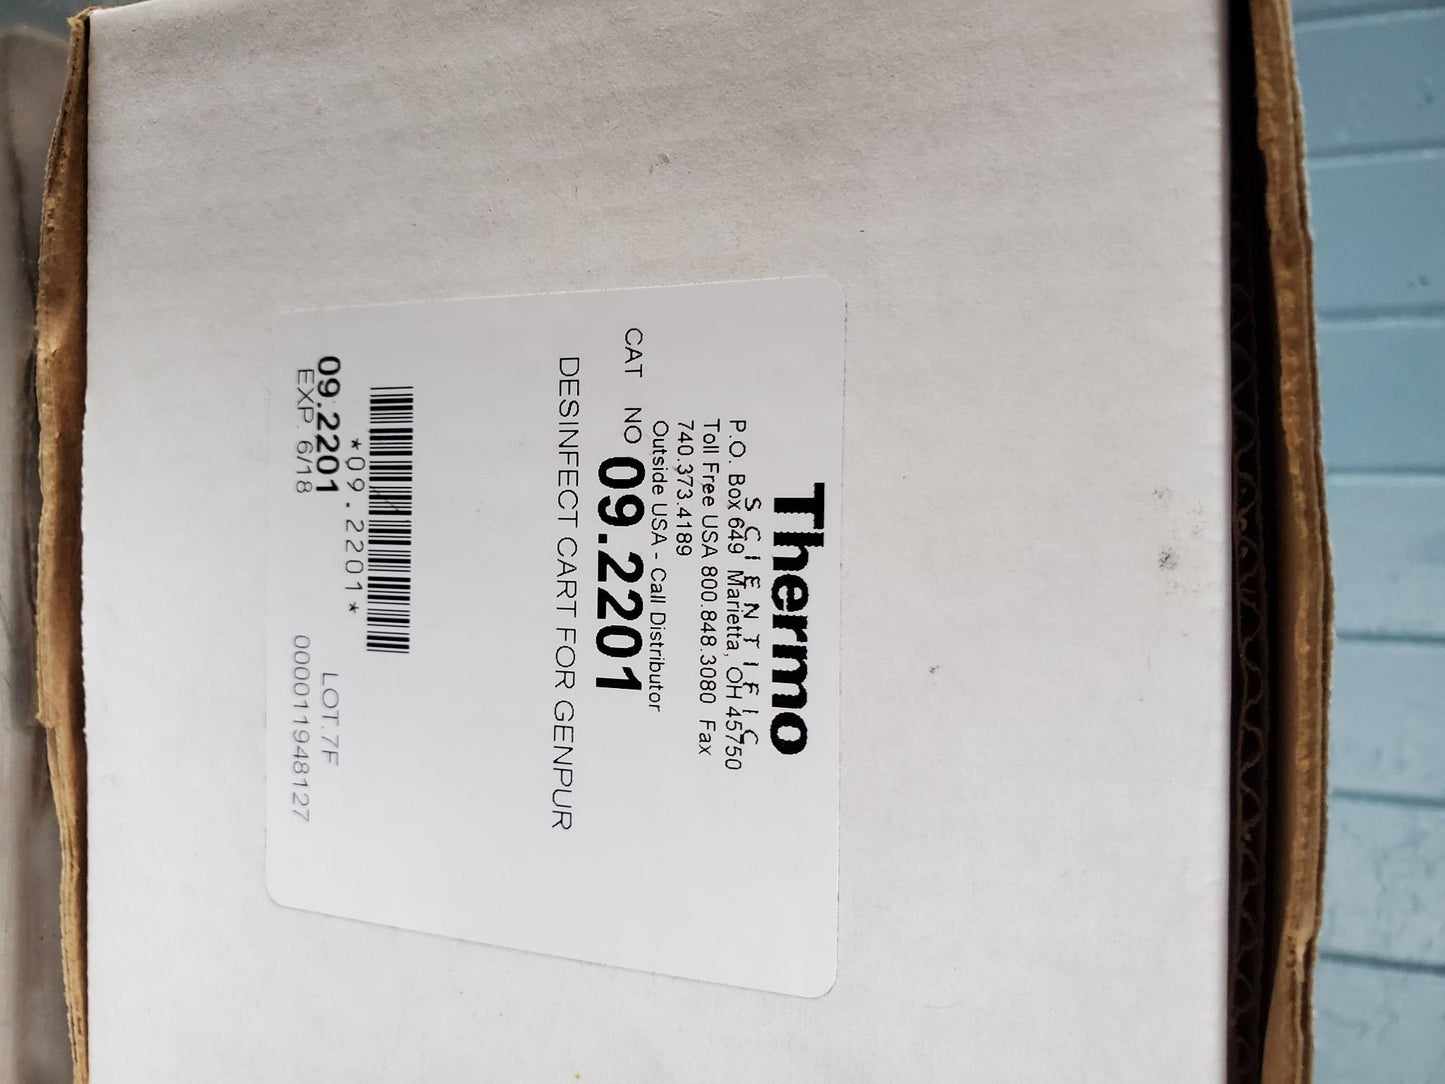 Thermo
SCIENTIFIC
P.O. Box 649 Marietta, OH 45750
Toll Free USA 800.848.3080 Fax
740.373.4189
Outside USA - Call Distributor
CAT NO 09.2201
DESINFECT CART FOR GENPUR
*09.2201*
09.2201 LOT.7F
EXP. 6/18 000011948127